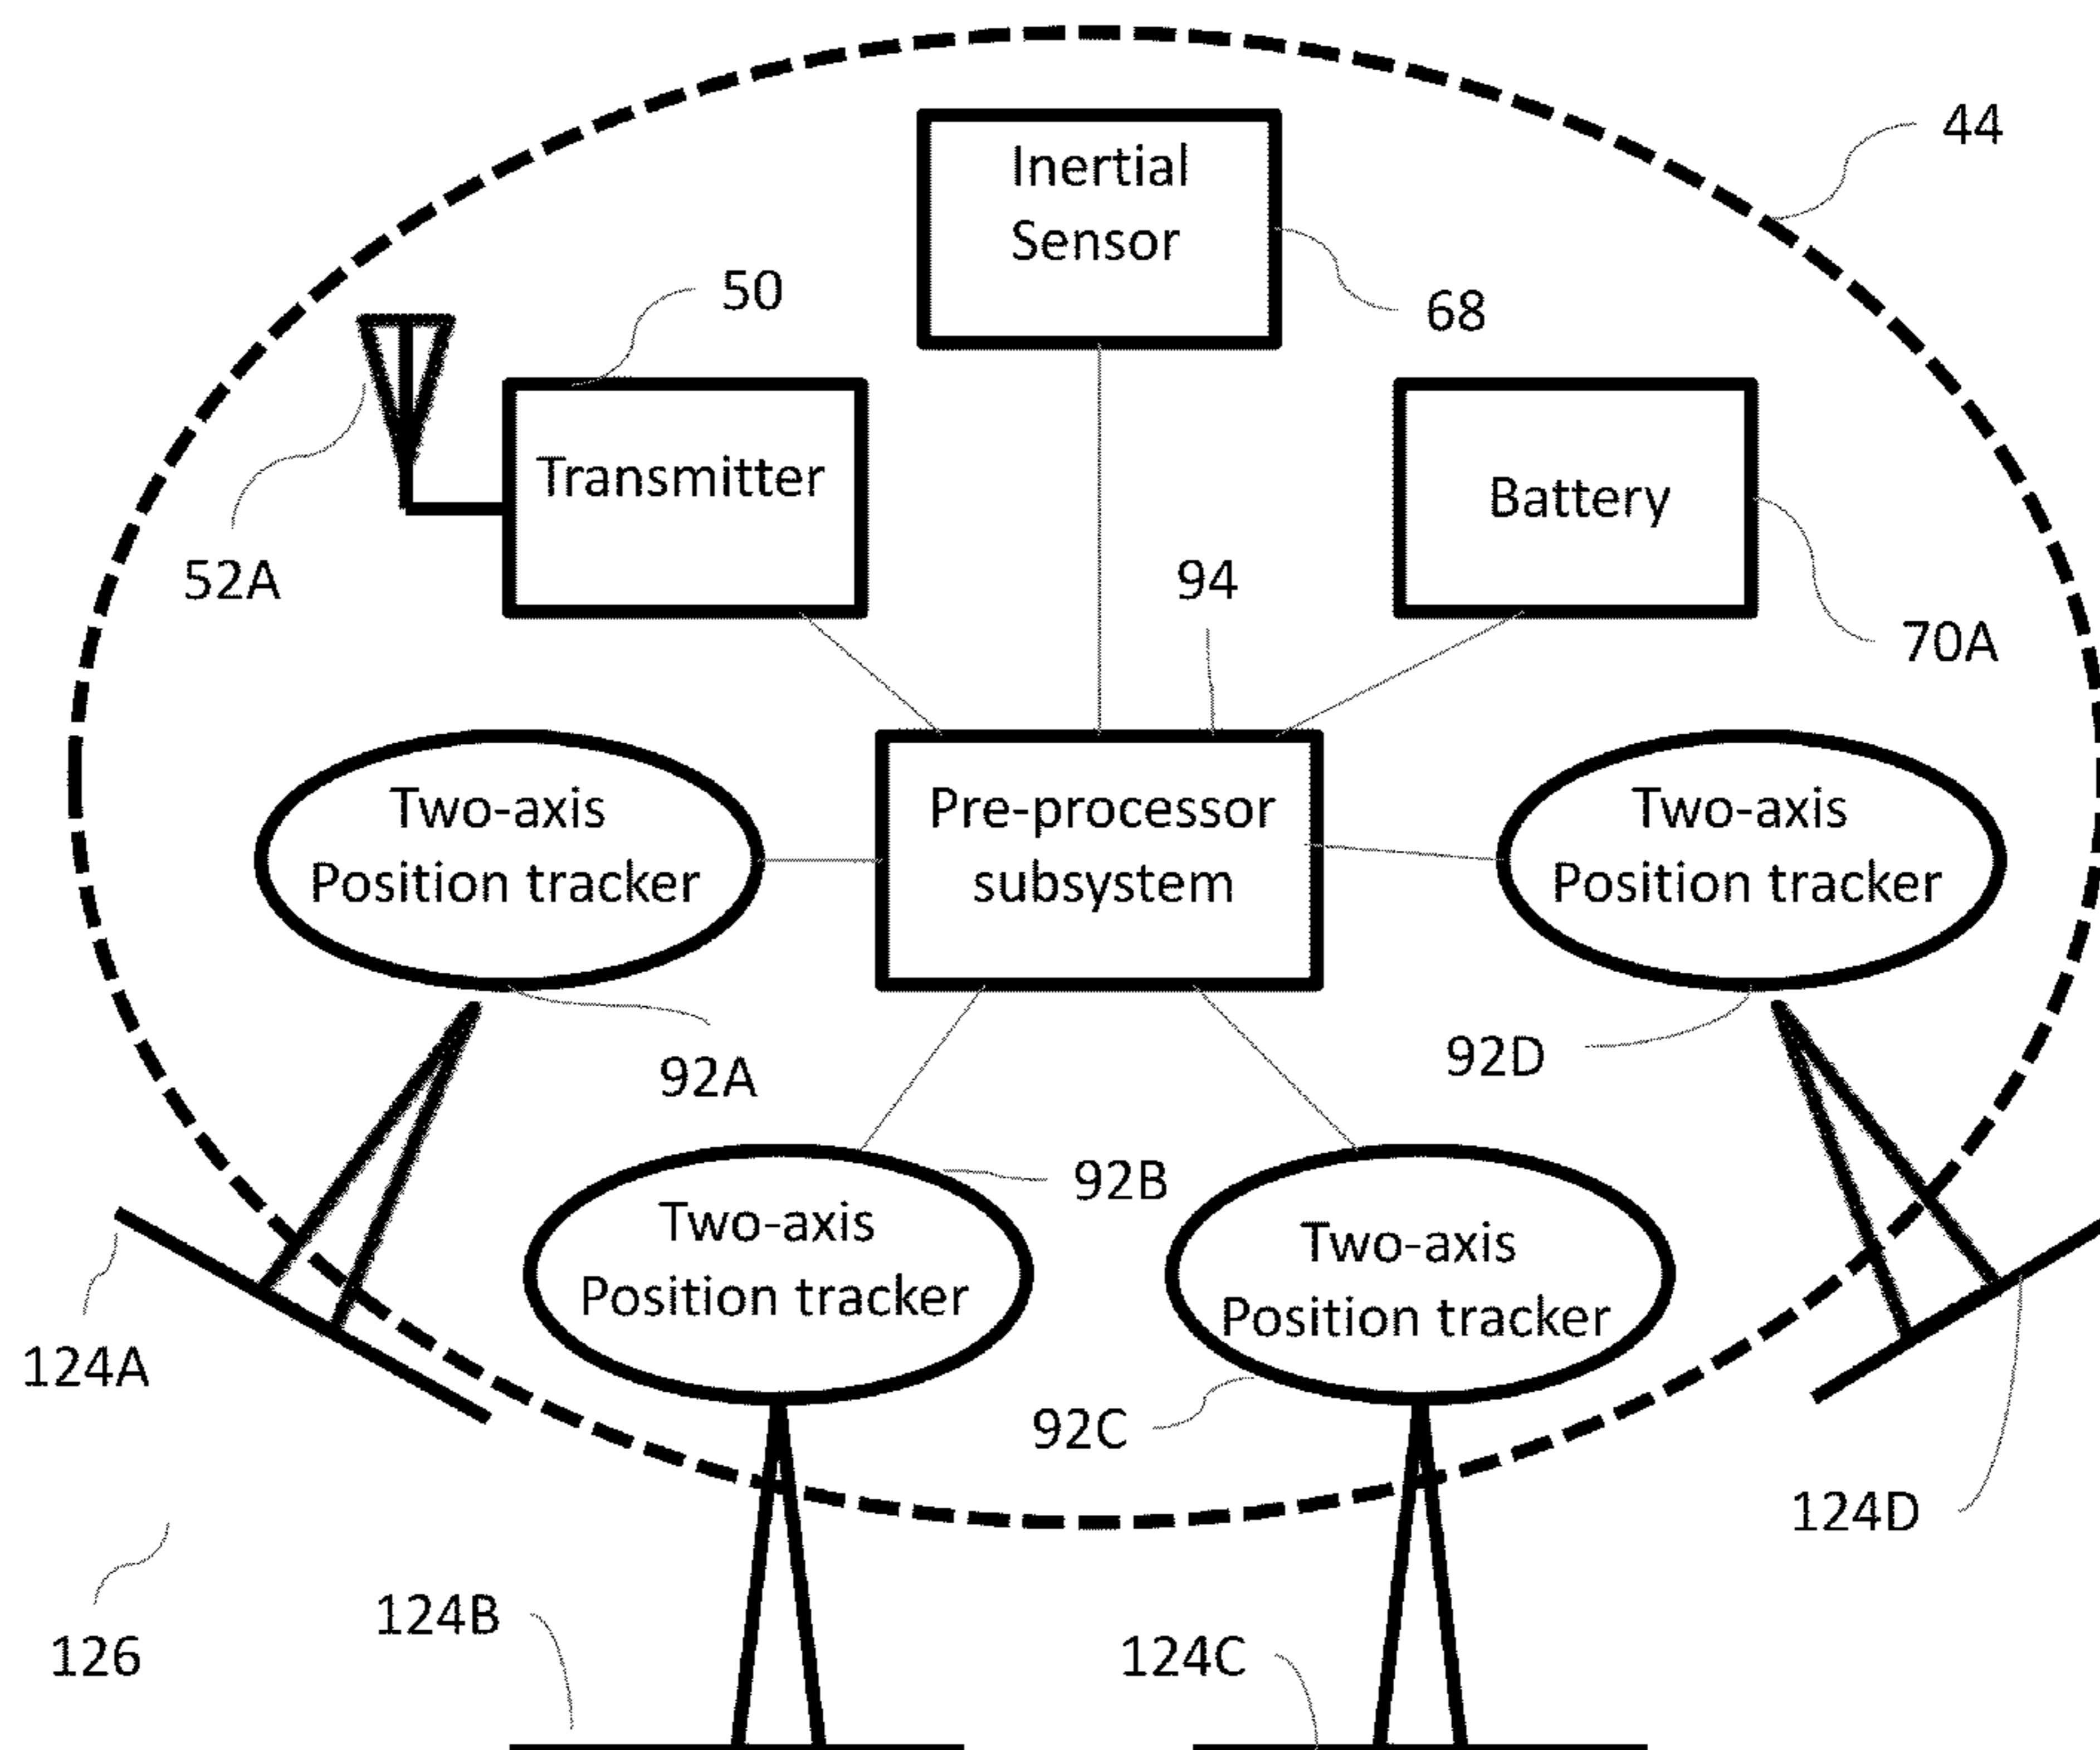 44
Inertial
Sensor
50
68
Transmitter
Battery
52A
94
70A
Two-axis
Position tracker
Pre-processor
subsystem
Two-axis
Position tracker
92A
92D
92B
Two-axis
Position tracker
Two-axis
Position tracker
124A
92C
124D
126
124B
124C